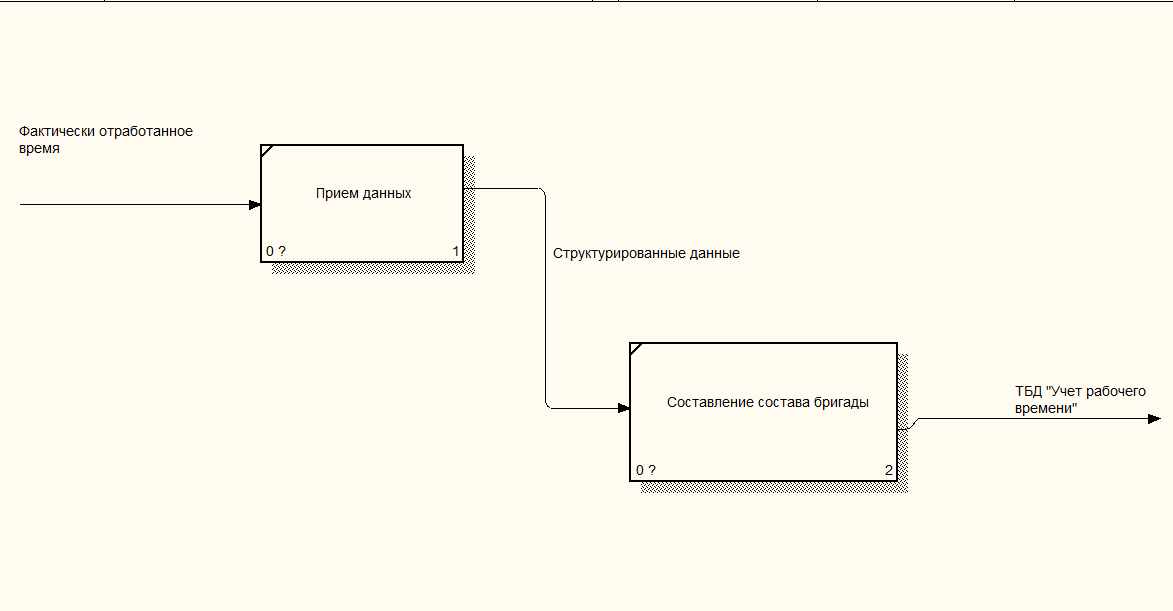 Фактически отработанное
время
Прием данных
0 ?
1
Структурированные данные
Составление состава бригады
0 ?
2
ТБД "Учет рабочего
времени"